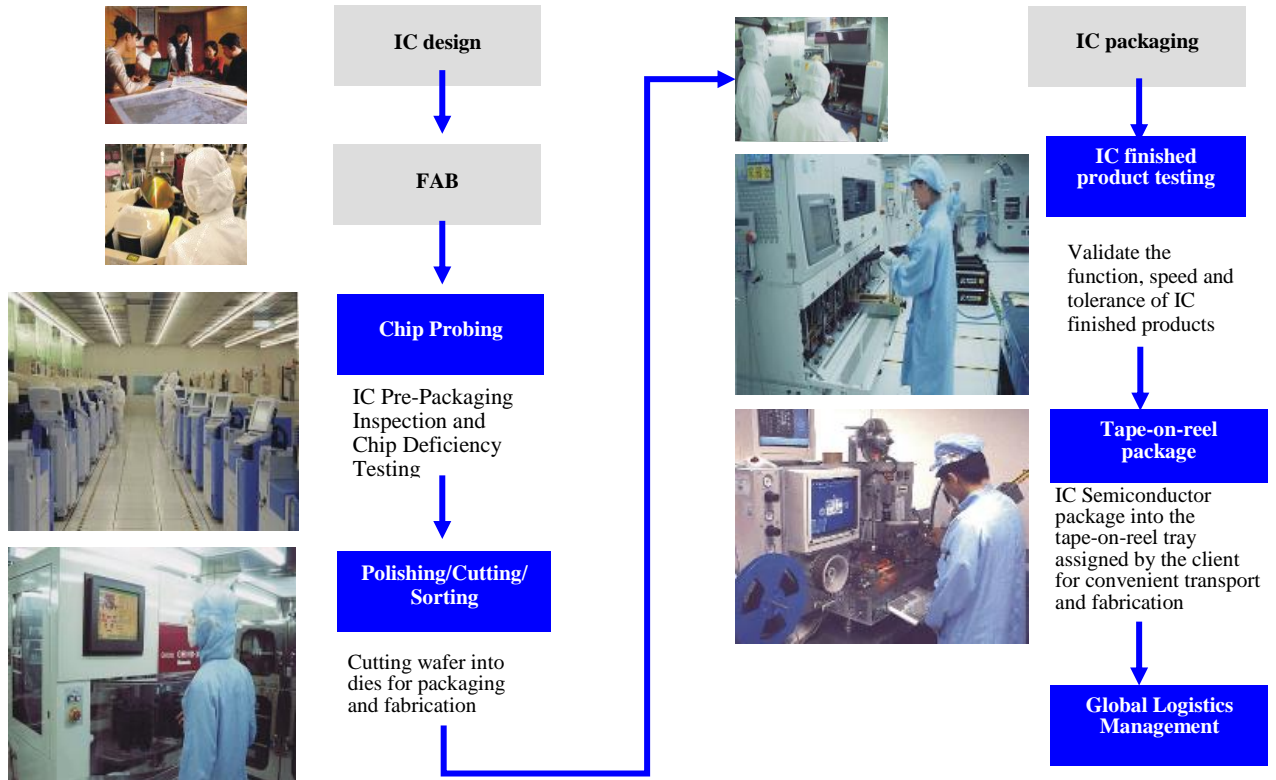 IC design
FAB
Chip Probing
IC Pre-Packaging
Inspection and
Chip Deficiency
Testing
Polishing/Cutting/
Sorting
Cutting wafer into
dies for packaging
and fabrication
IC packaging
IC finished
product testing
Validate the
function, speed and
tolerance of IC
finished products
Tape-on-reel
package
IC Semiconductor
package into the
tape-on-reel tray
assigned by the client
for convenient transport
and fabrication
Global Logistics
Management